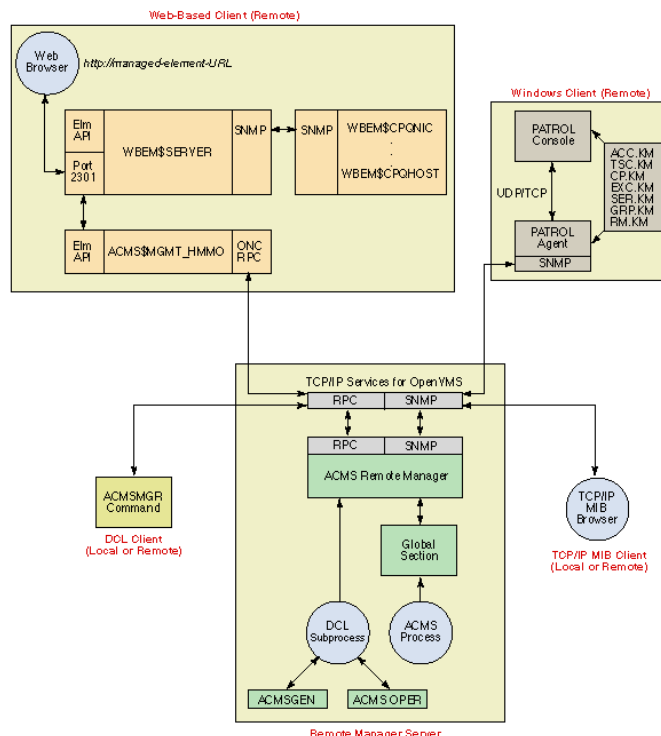 Web-Based Client (Remote)
Web
Browser
http://managed-element-URL
Elm
API
Port
2301
WBEM$SERVER
SNMP
SNMP
WBEM$CPQNIC
.
.
WBEM$CPQHOST
Elm
API
ACMS$MGMT_HMMO
ONC
RPC
Windows Client (Remote)
PATROL
Console
UDP/TCP
PATROL
Agent
SNMP
ACC.KM
TSC.KM
CP.KM
EXC.KM
SER.KM
GRP.KM
RM.KM
TCP/IP Services for OpenVMS
RPC
SNMP
RPC
SNMP
ACMS Remote Manager
Global
Section
DCL
Subprocess
ACMS
Process
ACMSGEN
ACMS OPER
Remote Manager Server
ACMSMGR
Command
DCL Client
(Local or Remote)
TCP/IP
MIB
Browser
TCP/IP MIB Client
(Local or Remote)